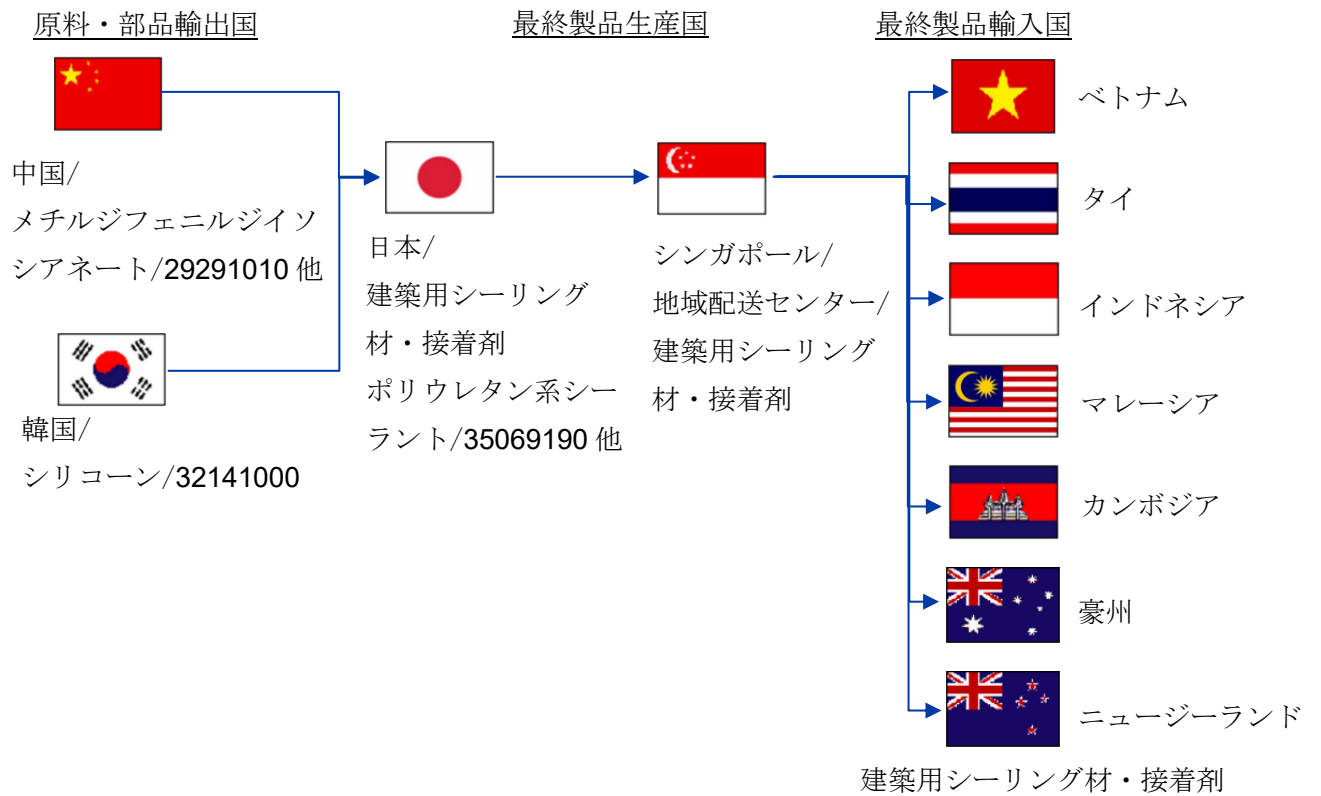 原料・部品輸出国
最終製品生産国
最終製品輸入国
中国/
メチルジフェニルジイソ
シアネート/29291010 他
韓国/
シリコーン/32141000
日本/
建築用シーリング
材・接着剤
ポリウレタン系シー
ラント/35069190 他
シンガポール/
地域配送センター/
建築用シーリング
材・接着剤
ベトナム
タイ
インドネシア
マレーシア
カンボジア
豪州
ニュージーランド
建築用シーリング材・接着剤